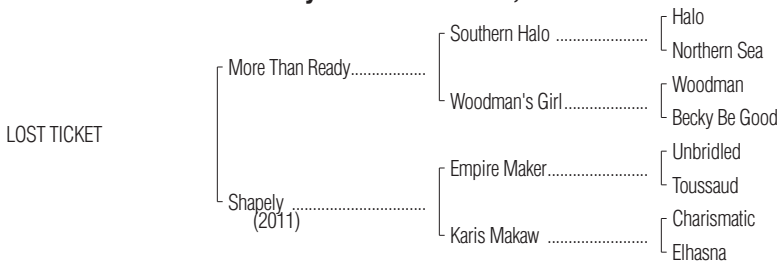 Halo
Southern Halo
Northern Sea
More Than Ready
Woodman
Woodman's Girl
Becky Be Good
LOST TICKET
Unbridled
Empire Maker
Toussaud
Shapely
(2011)
Charismatic
Karis Makaw
Elhasna